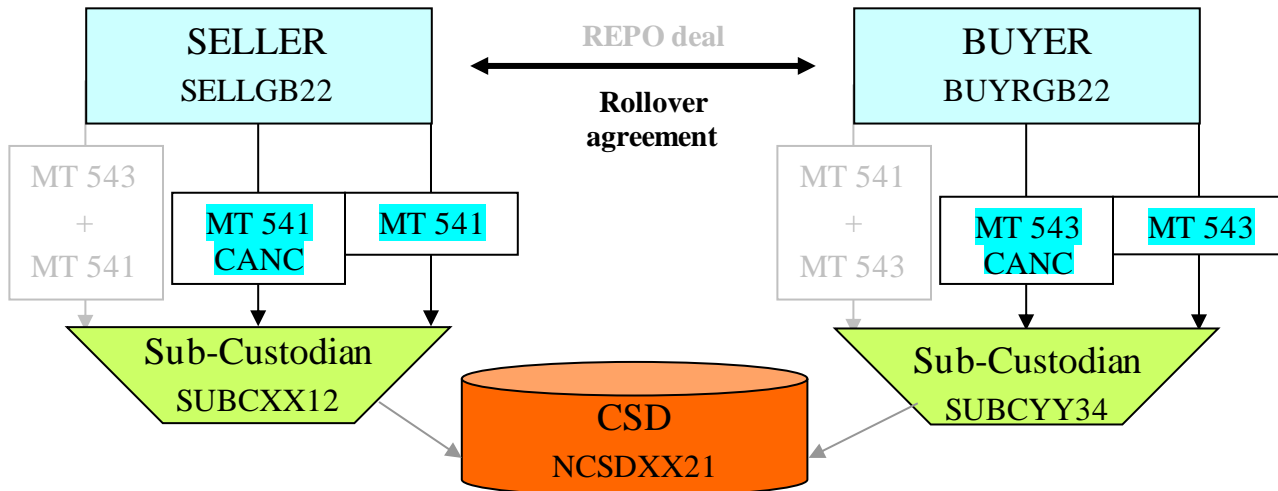 SELLER
SELLGB22
REPO deal
Rollover
agreement
BUYER
BUYRGB22
MT 543
+
MT 541
MT 541
CANC
MT 541
MT 541
+
MT 543
MT 543
CANC
MT 543
Sub-Custodian
SUBCXX12
CSD
NCSDXX21
Sub-Custodian
SUBCYY34